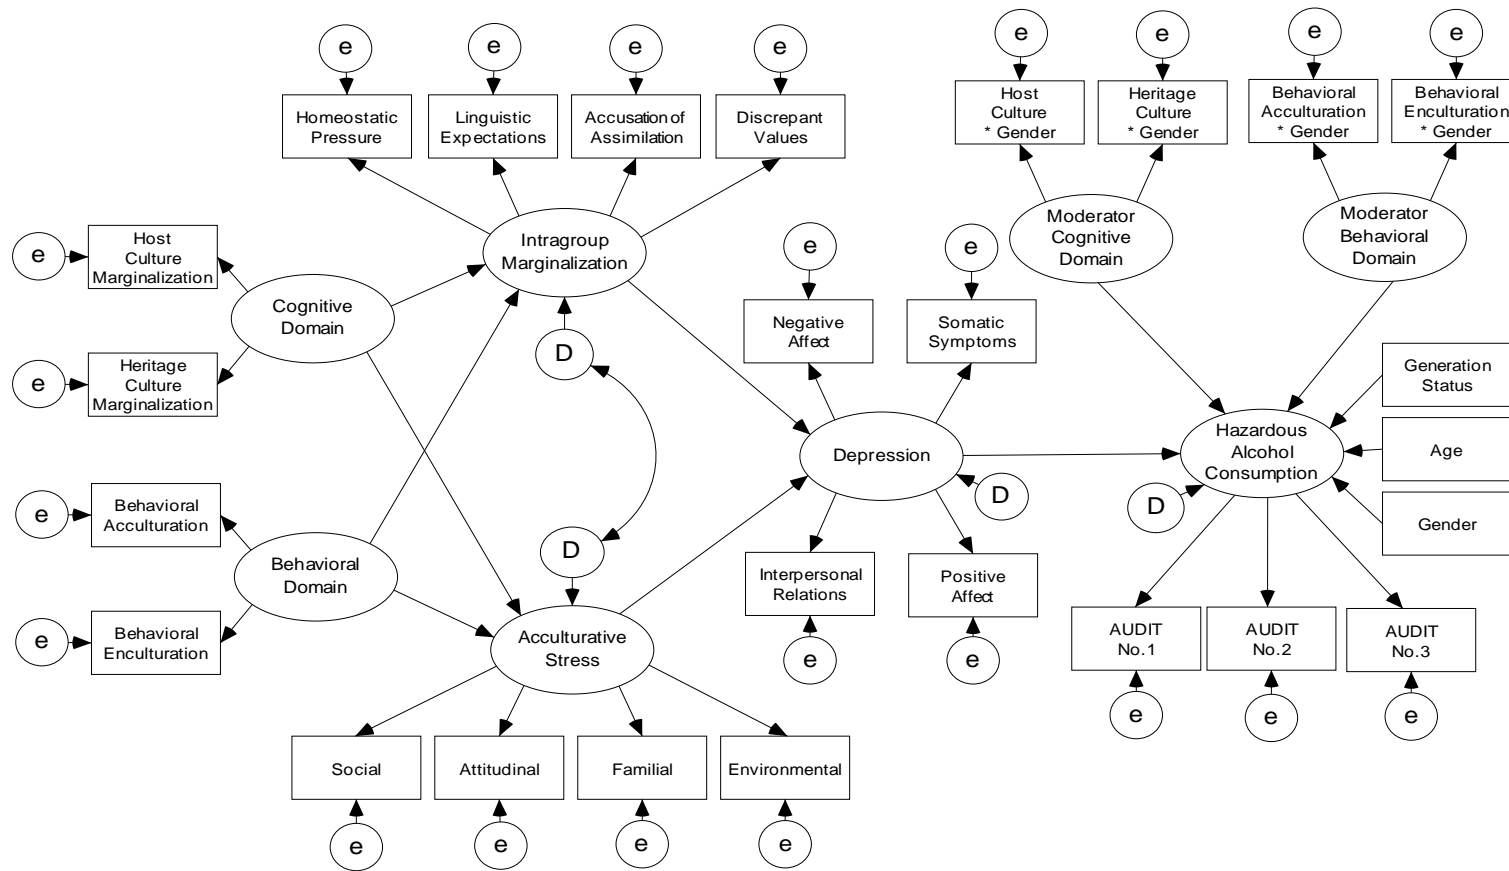 e
e
e
e
e
e
e
e
Homeostatic
Pressure
Linguistic
Expectations
Accusation of
Assimilation
Discrepant
Values
Host
Culture
* Gender
Heritage
Culture
* Gender
Behavioral
Acculturation
* Gender
Behavioral
Enculturation
* Gender
e
Host
Culture
Marginalization
Intragroup
Marginalization
e
e
Moderator
Cognitive
Domain
Moderator
Behavioral
Domain
Cognitive
Domain
Negative
Affect
Somatic
Symptoms
e
Heritage
Culture
Marginalization
D
Generation
Status
Depression
Hazardous
Alcohol
Consumption
Age
D
D
Gender
e
Behavioral
Acculturation
D
Behavioral
Domain
Interpersonal
Relations
Positive
Affect
e
Behavioral
Enculturation
Acculturative
Stress
e
e
AUDIT
No.1
AUDIT
No.2
AUDIT
No.3
e
e
e
Social
Attitudinal
Familial
Environmental
e
e
e
e